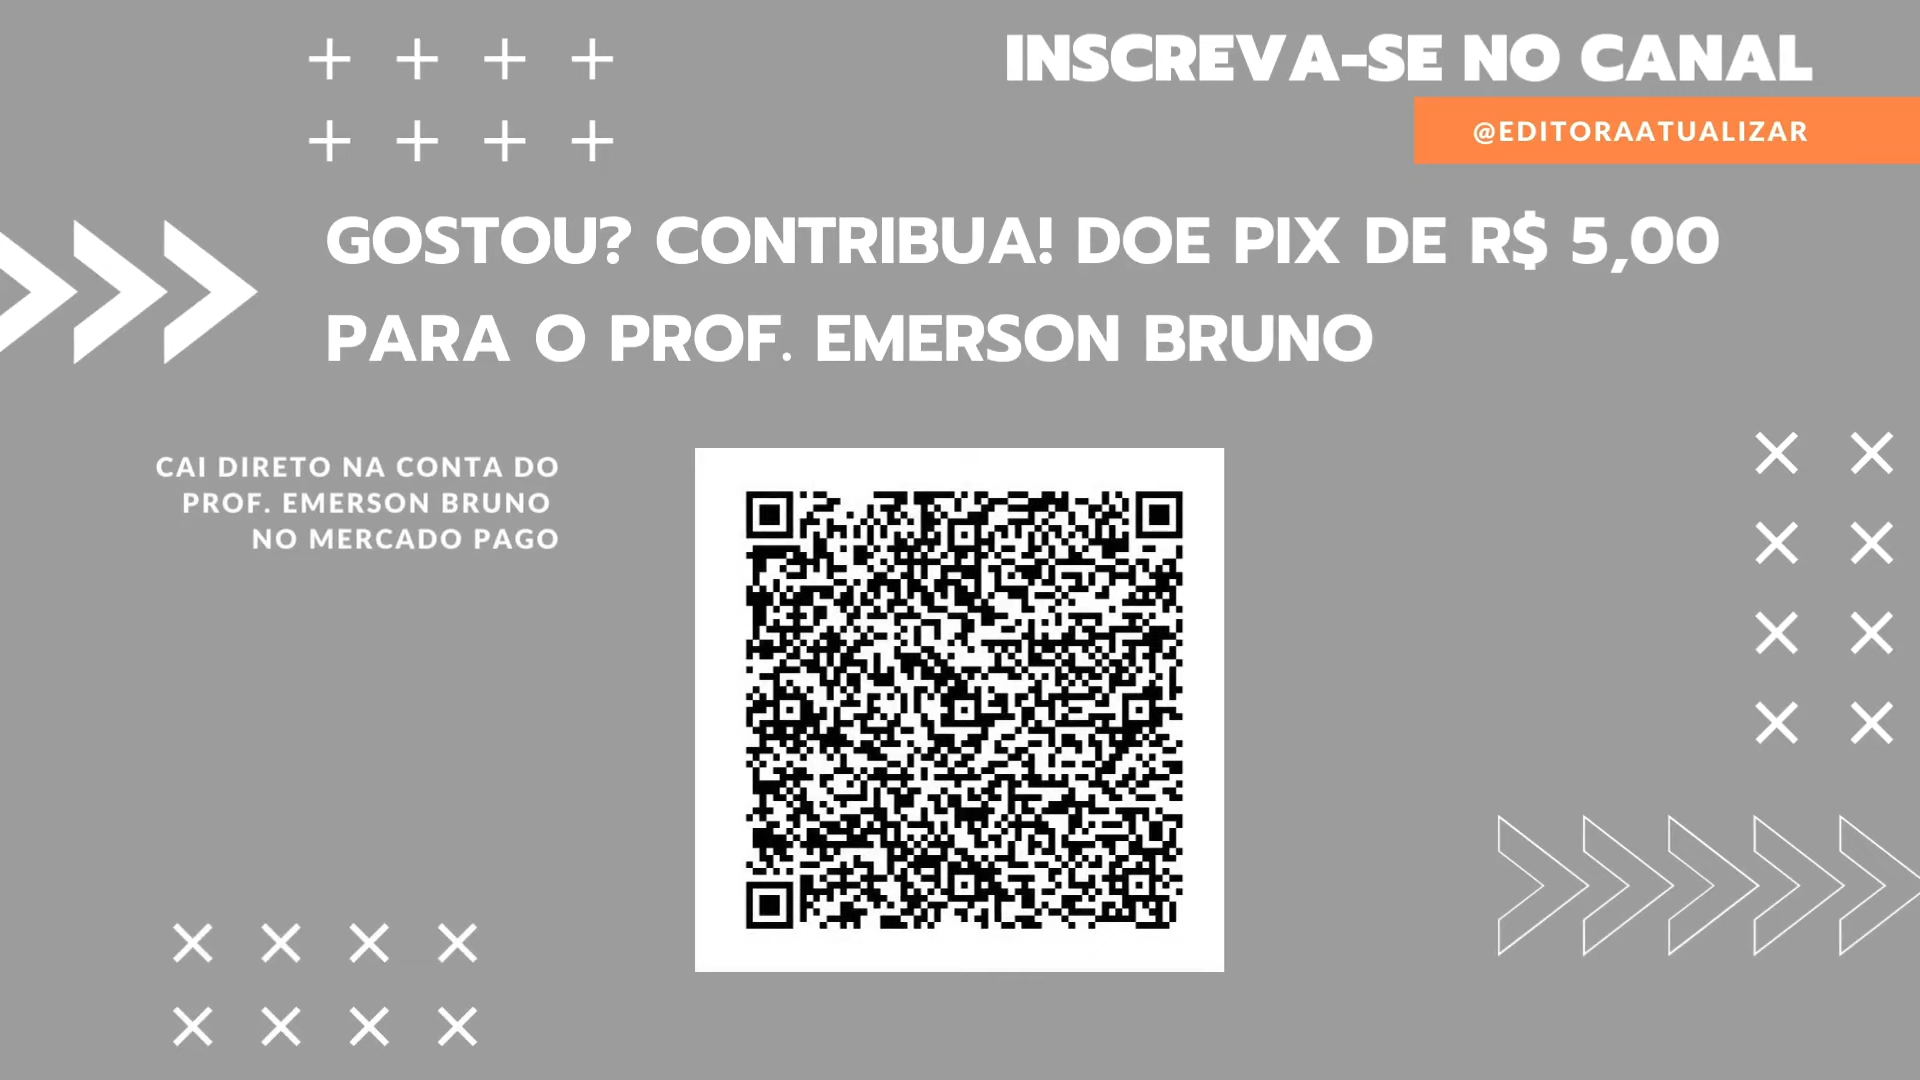 INSCREVA-SE NO CANAL
@EDITORAATUALIZAR
GOSTOU? CONTRIBUA! DOE PIX DE R$ 5,00
PARA O PROF. EMERSON BRUNO
CAI DIRETO NA CONTA DO
PROF. EMERSON BRUNO
NO MERCADO PAGO